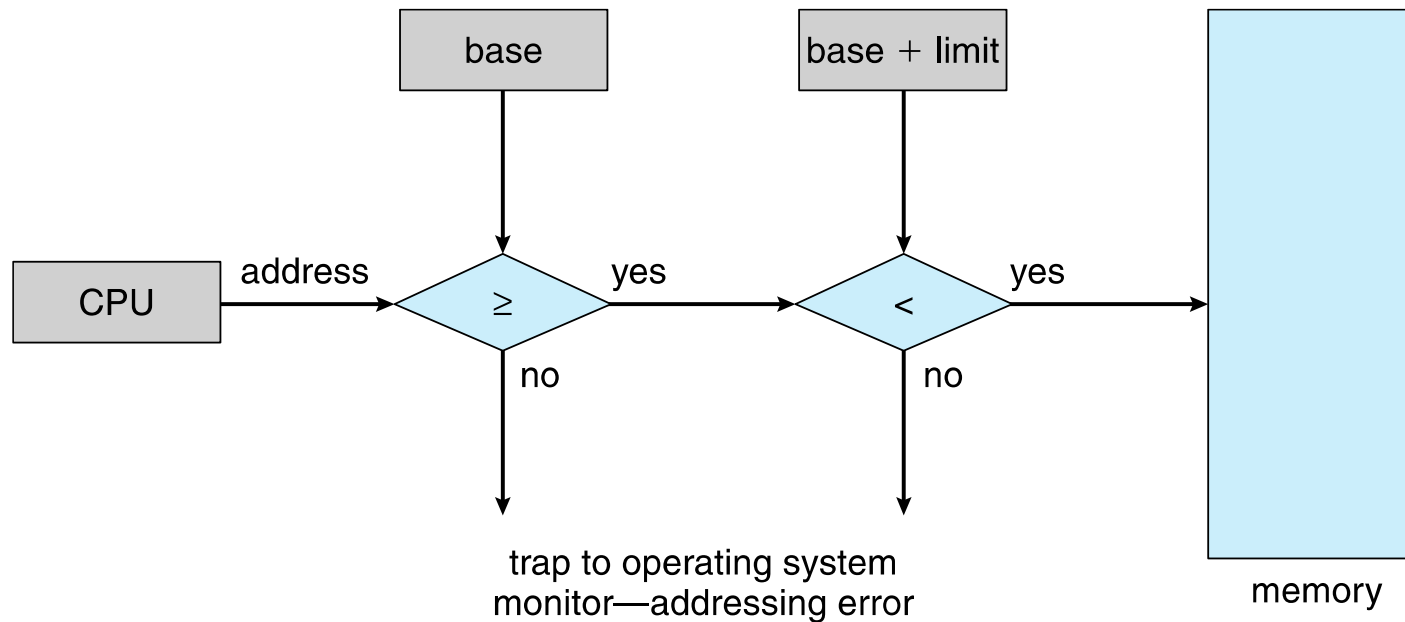 base
base + limit
CPU
address
≥
yes
<
yes
no
no
trap to operating system
monitor—addressing error
memory